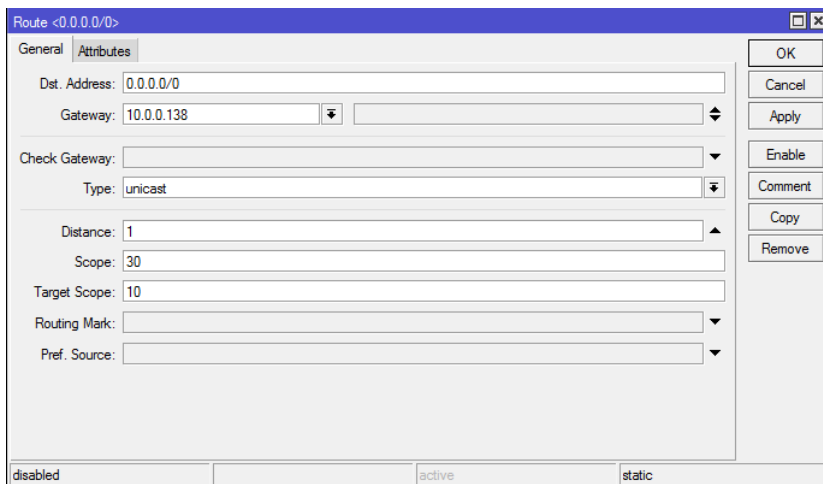 Route <0.0.0.0/0>
General Attributes
Dst. Address: 0.0.0.0/0
Gateway: 10.0.0.138
Check Gateway:
Type: unicast
Distance: 1
Scope: 30
Target Scope: 10
Routing Mark:
Pref. Source:
OK
Cancel
Apply
Enable
Comment
Copy
Remove
disabled active static